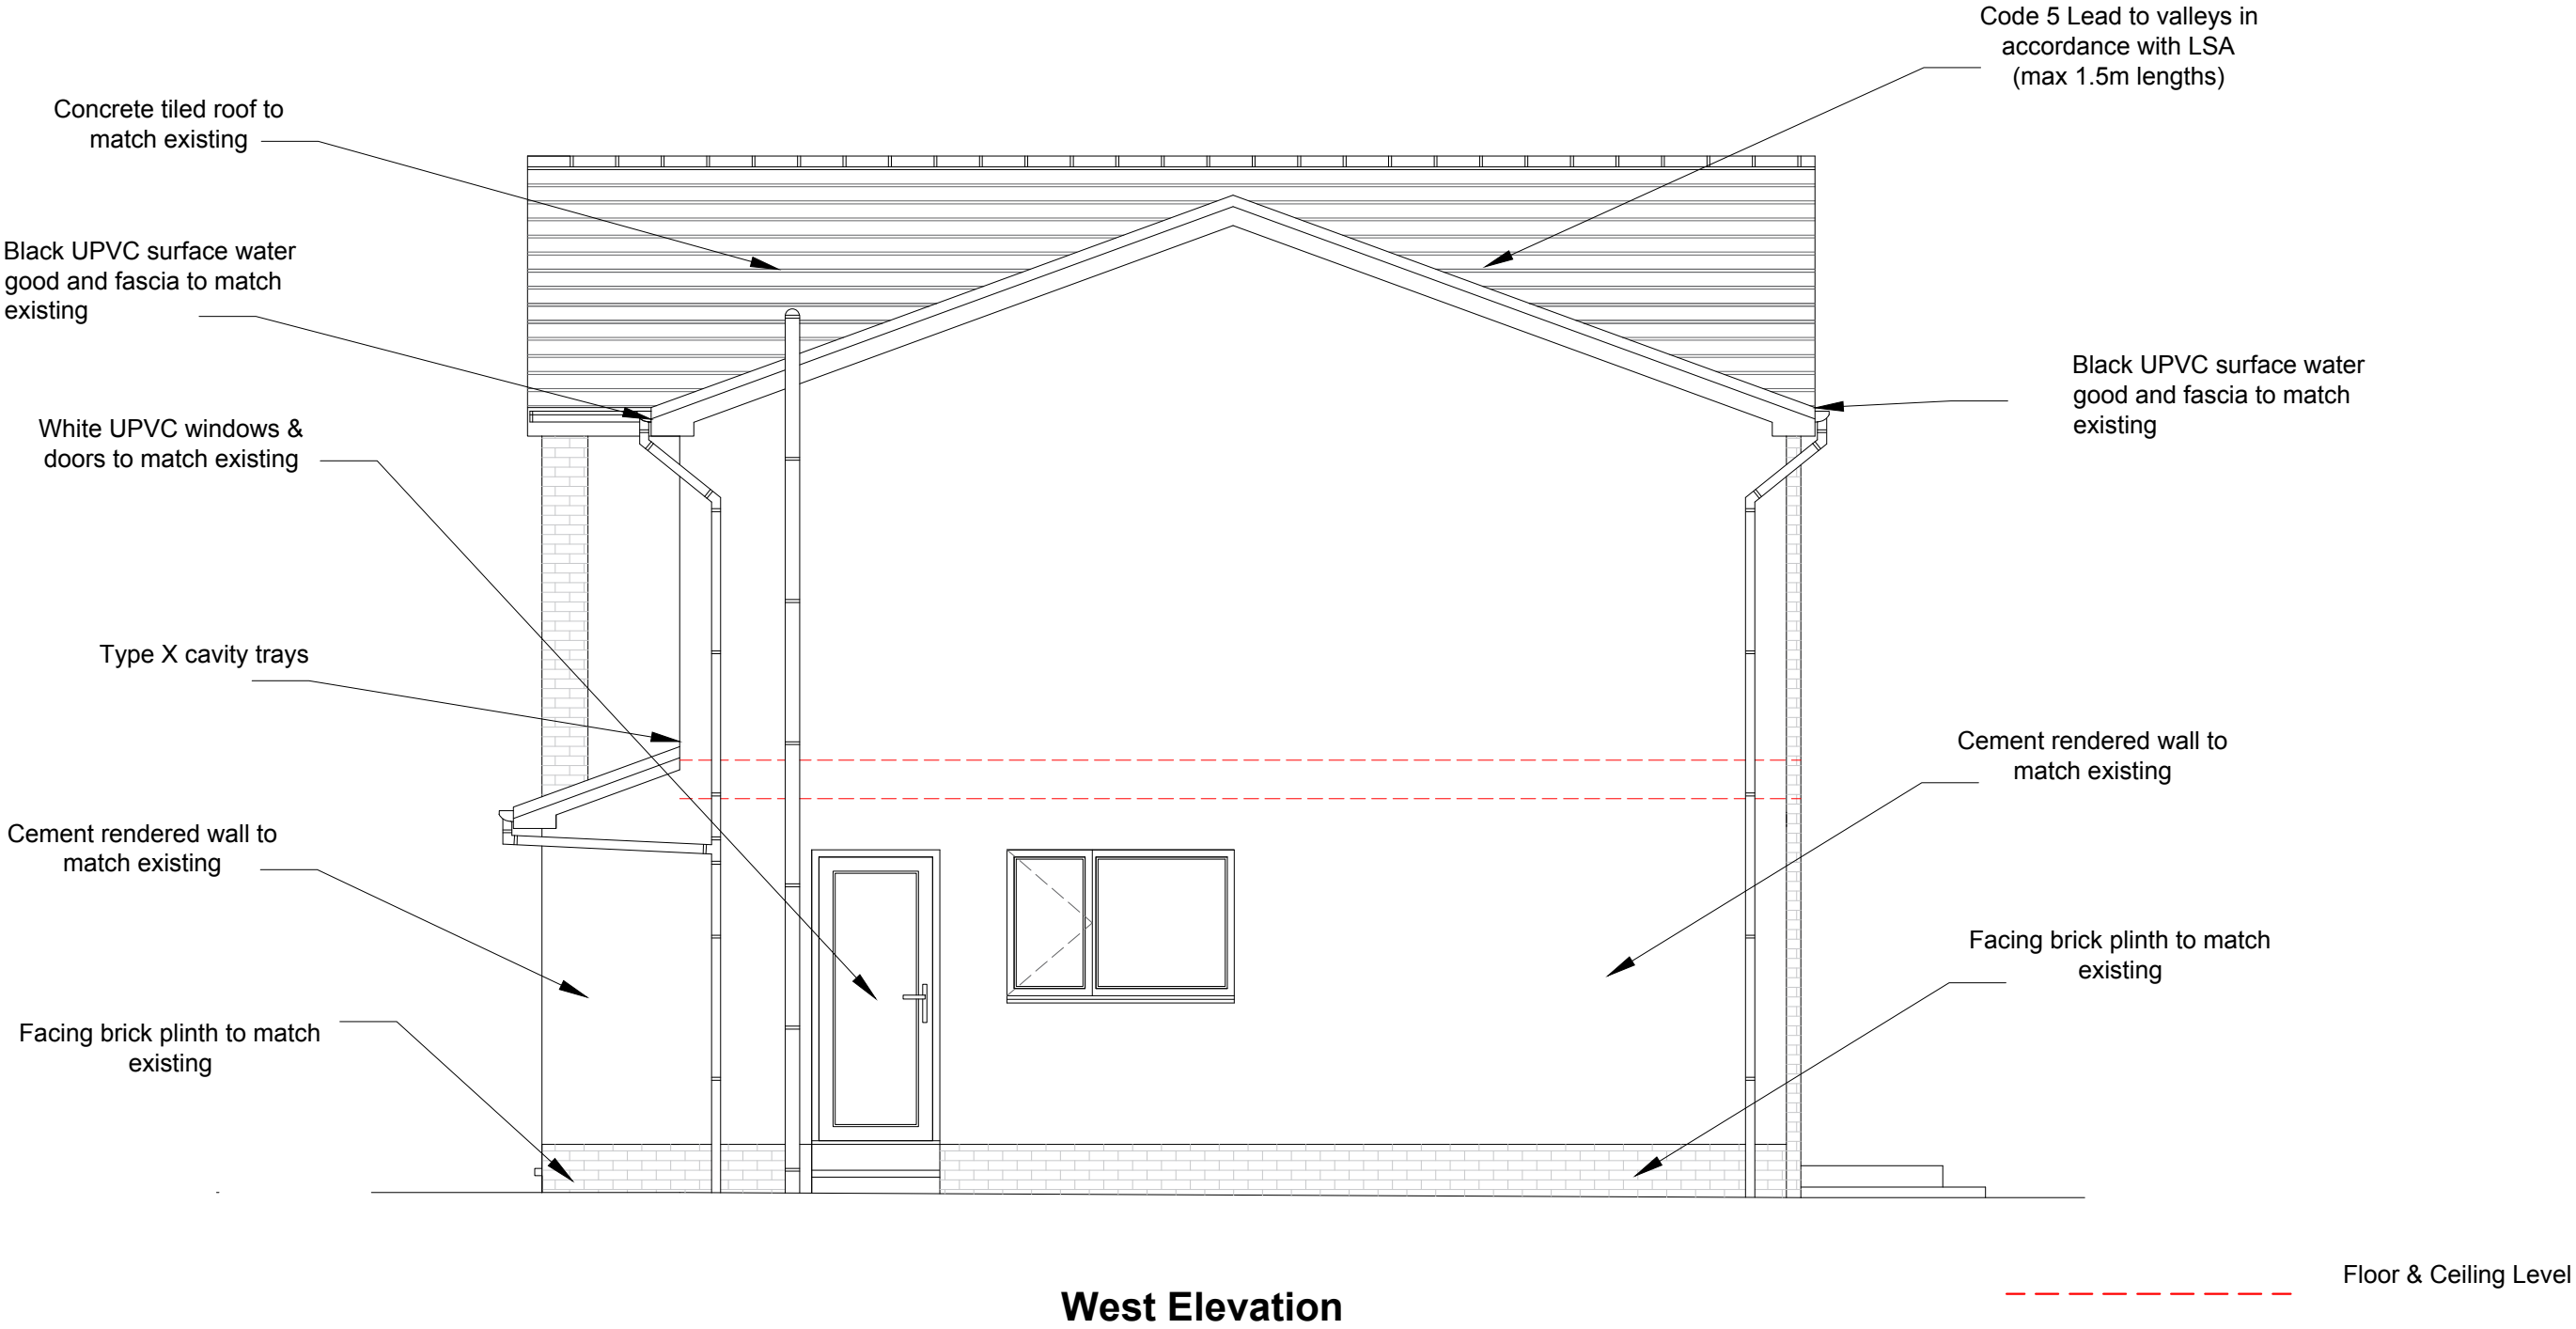 Code 5 Lead to valleys in
accordance with LSA
(max 1.5m lengths)
Concrete tiled roof to
match existing
Black UPVC surface water
good and fascia to match
existing
Black UPVC surface water
good and fascia to match
existing
White UPVC windows &
doors to match existing
Type X cavity trays
Cement rendered wall to
match existing
Cement rendered wall to
match existing
Facing brick plinth to match
existing
Facing brick plinth to match
existing
Floor & Ceiling Level
West Elevation